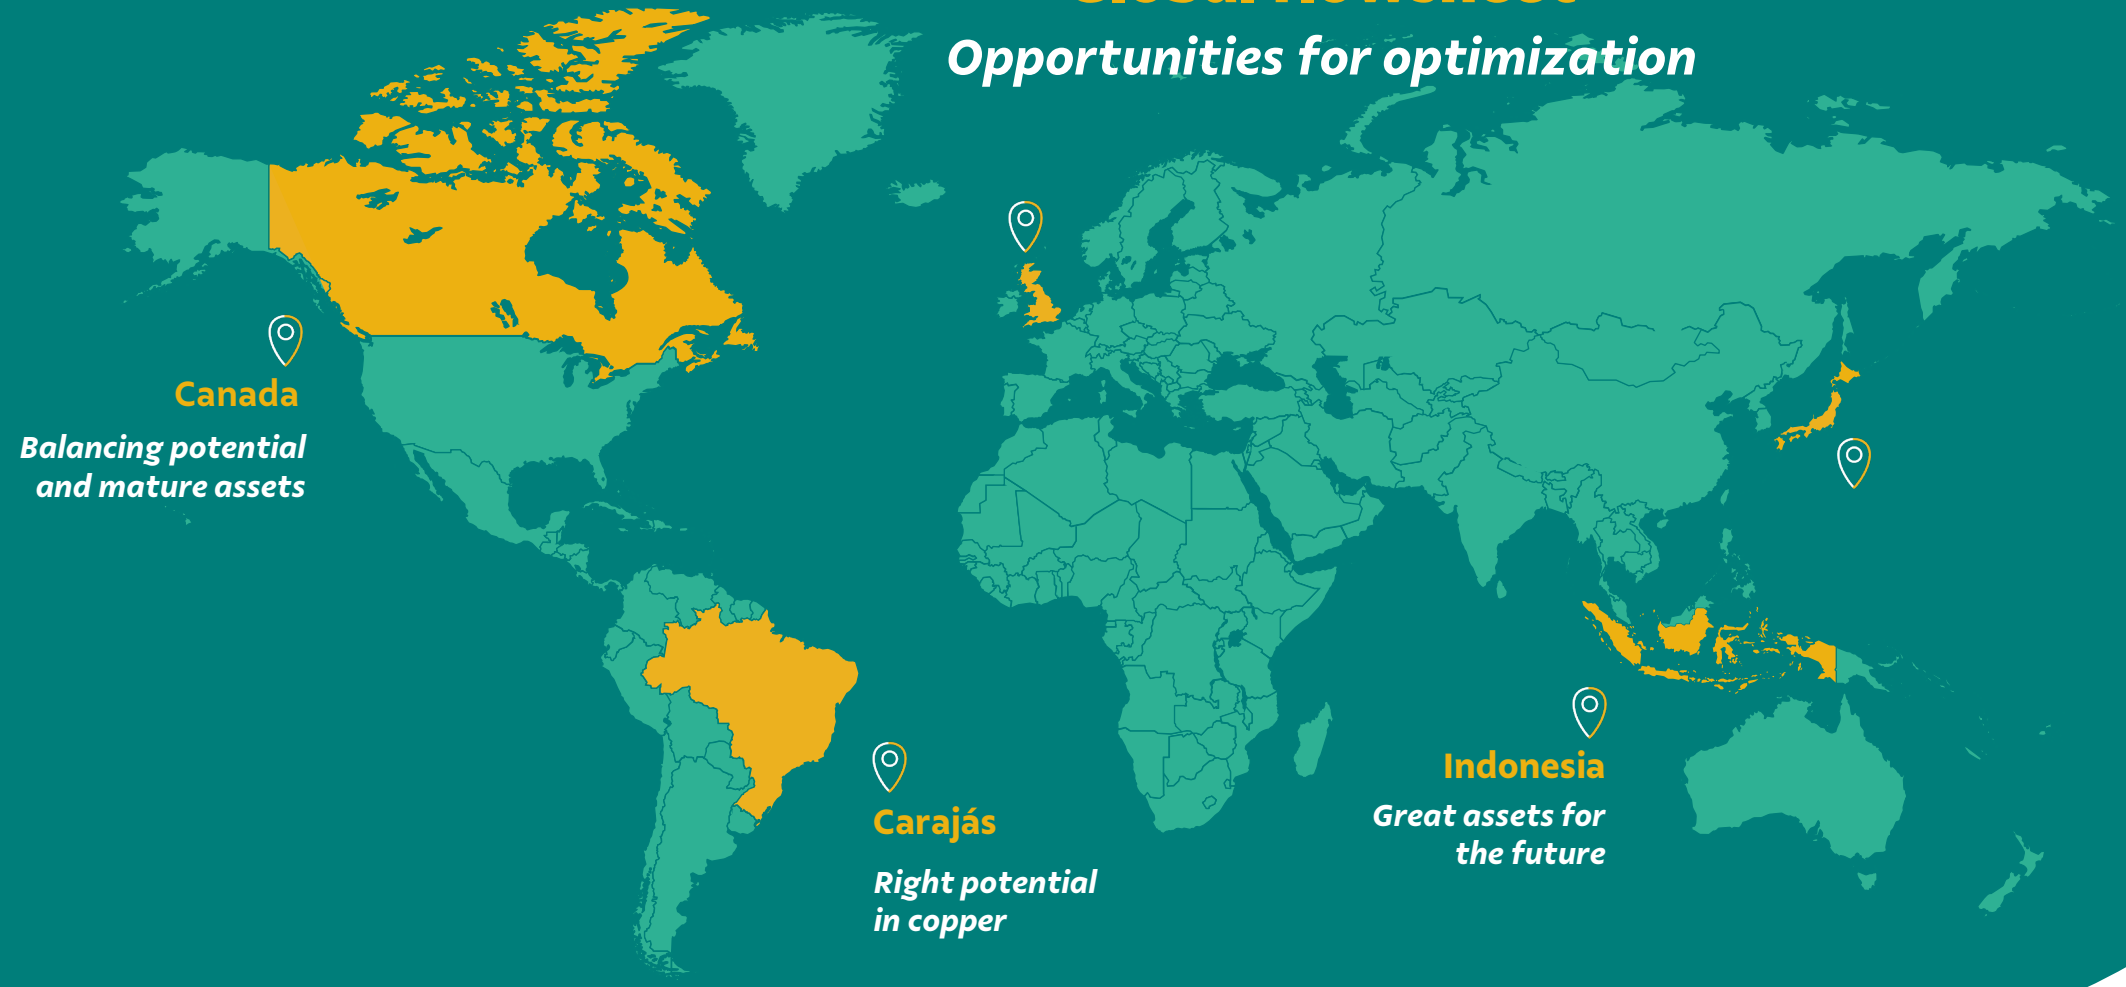 Opportunities for optimization
Canada
Balancing potential
and mature assets
Carajás
Right potential
in copper
Indonesia
Great assets for
the future